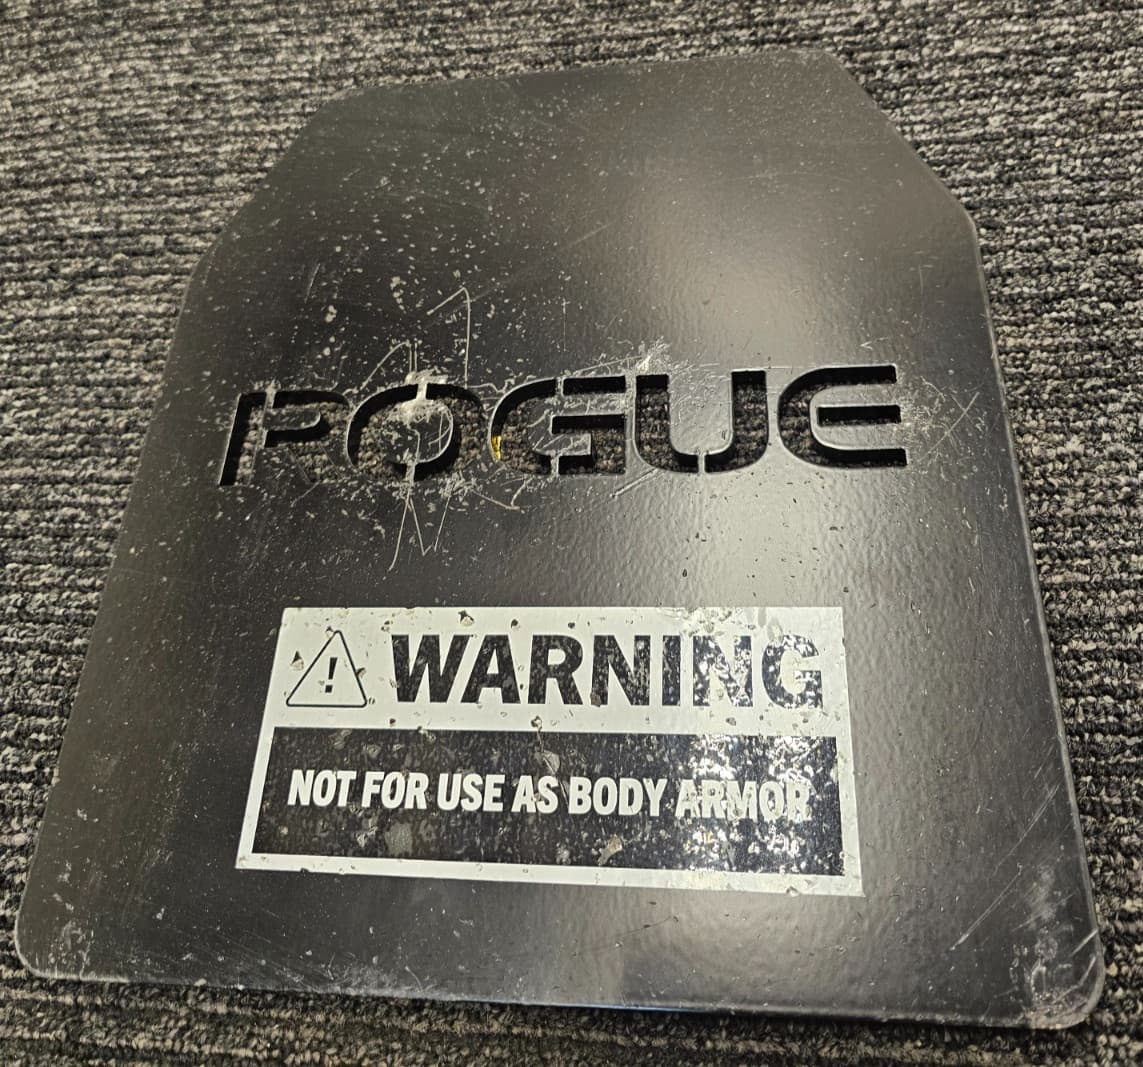 ROGUE
WARNING
NOT FOR USE AS BODY ARMOR